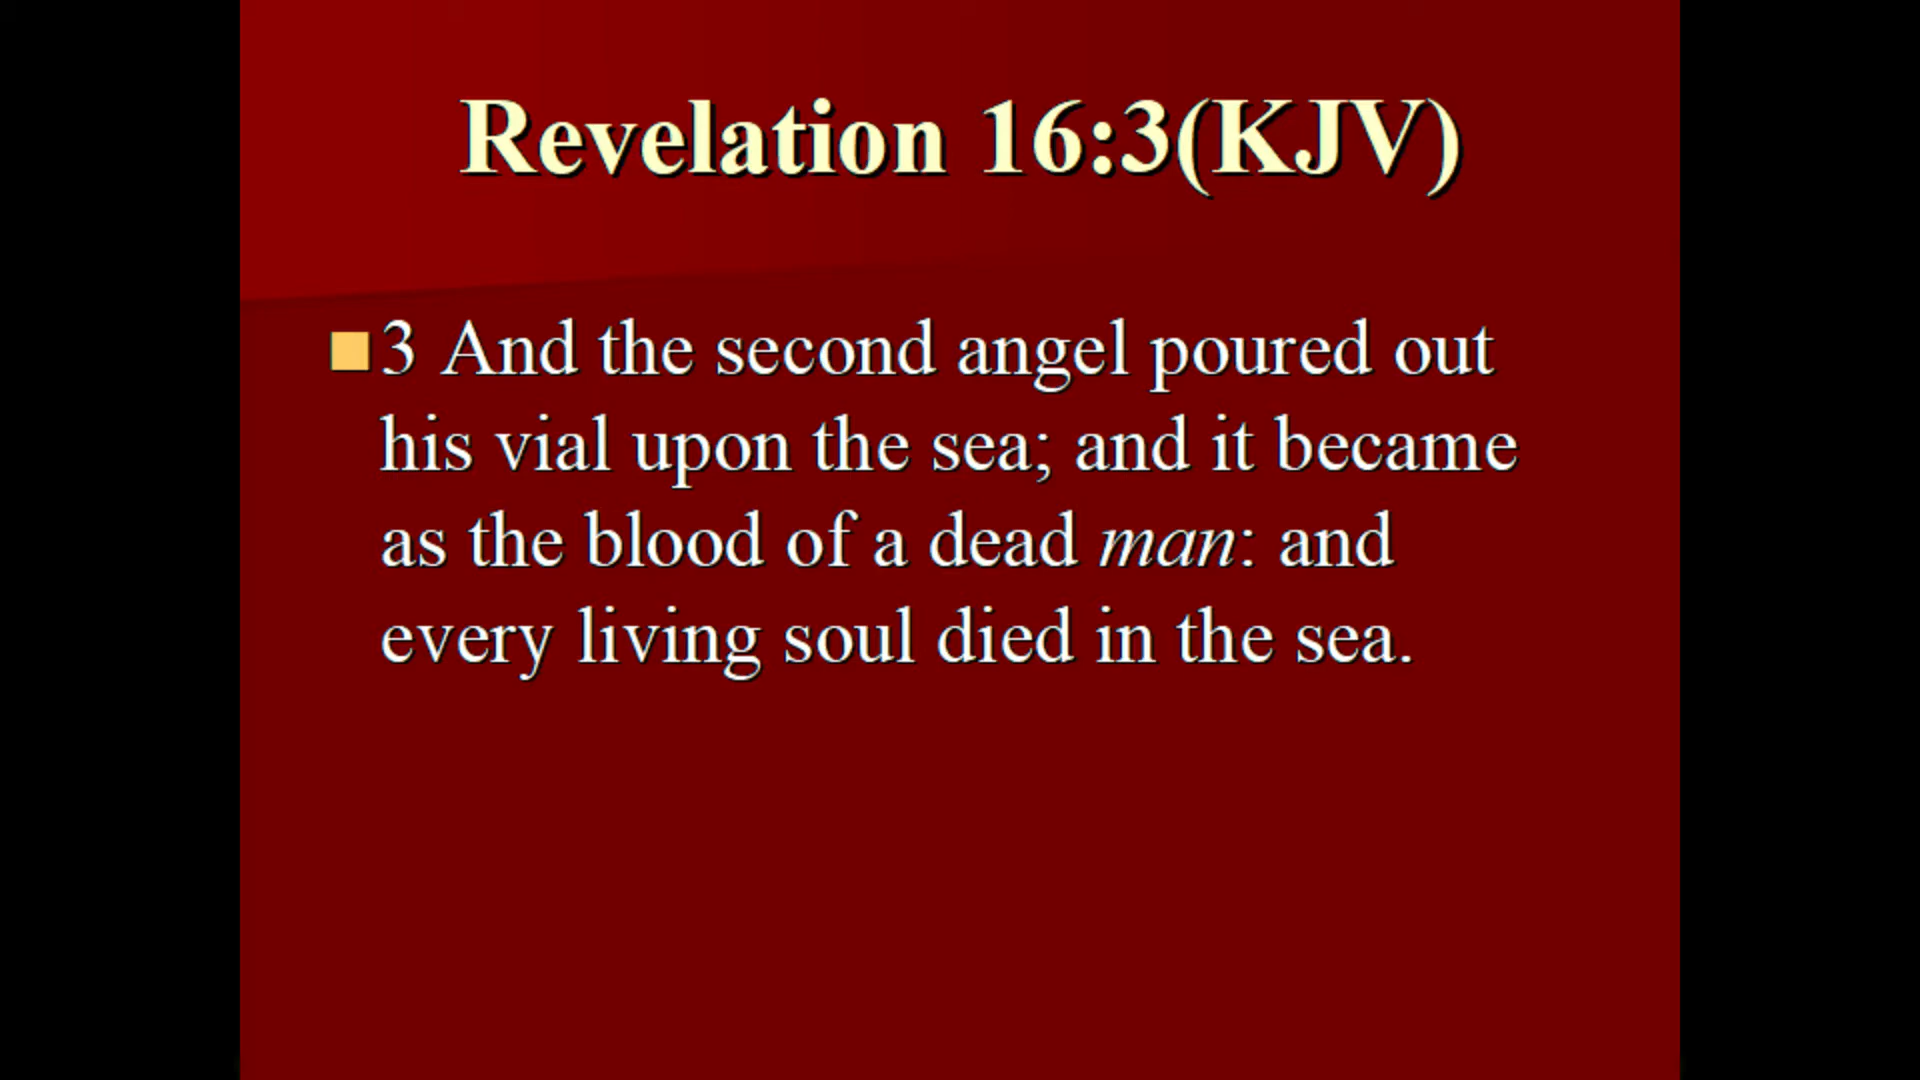 Revelation 16:3(KJV)
3 And the second angel poured out
his vial upon the sea; and it became
as the blood of a dead man: and
every living soul died in the sea.